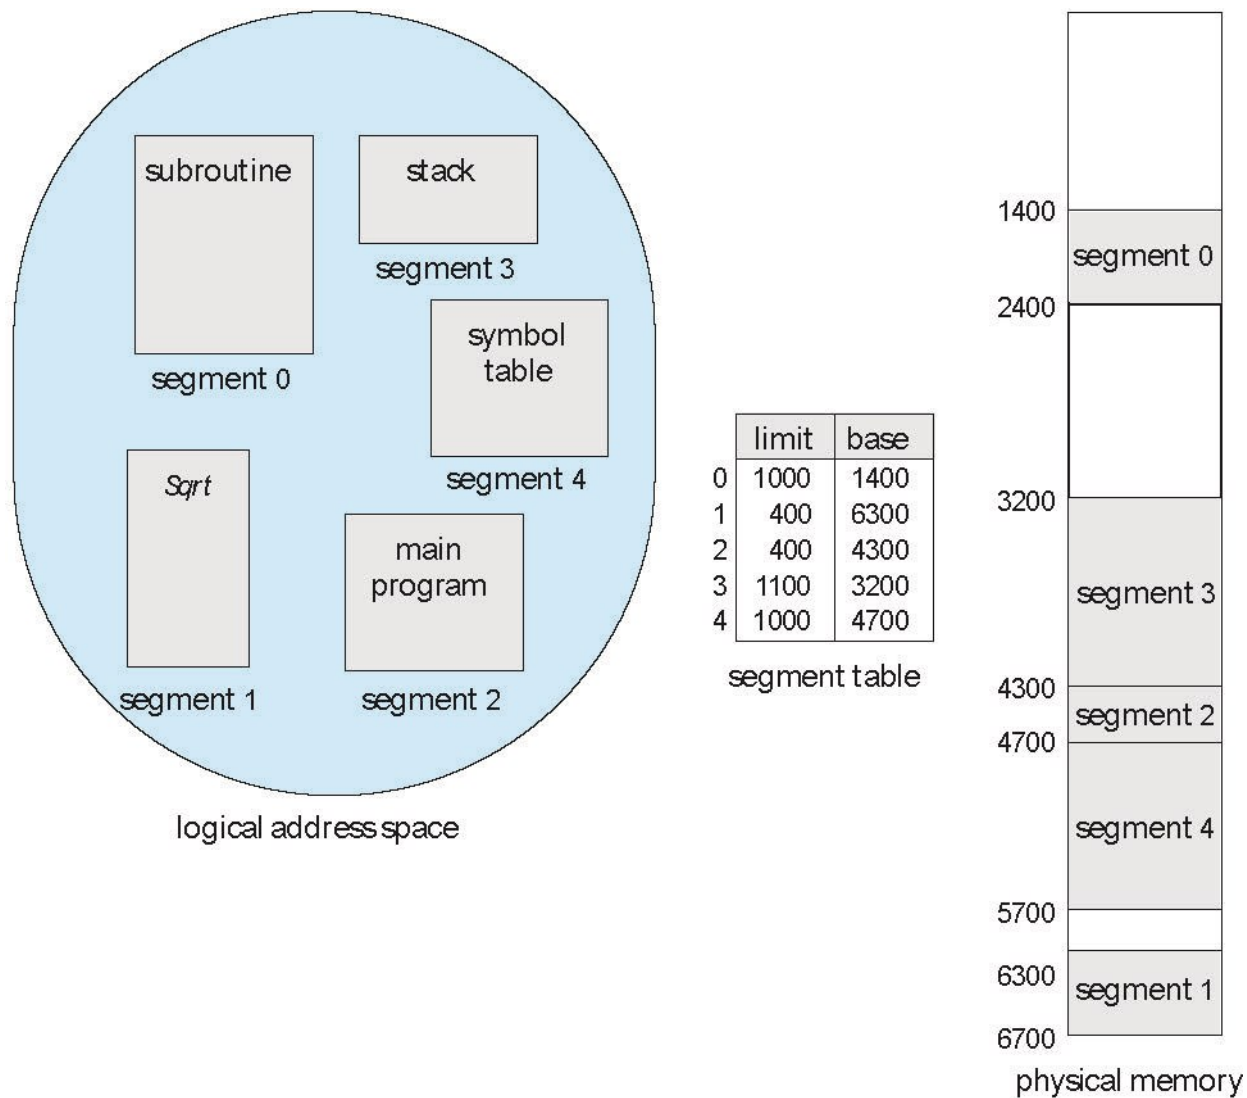 subroutine
segment 0
stack
segment 3
symbol
table
segment 4
Sqrt
segment 1
main
program
segment 2
logical address space
limit base
0 1000 1400
1 400 6300
2 400 4300
3 1100 3200
4 1000 4700
segment table
1400
segment 0
2400
3200
segment 3
4300
segment 2
4700
segment 4
5700
6300
segment 1
6700
physical memory